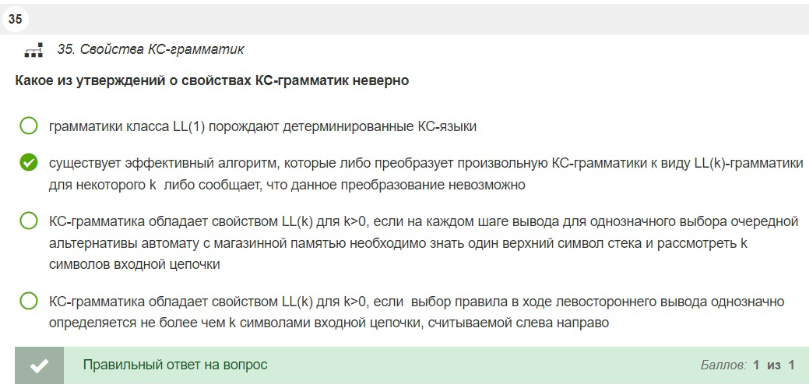 35
35. Свойства КС-грамматик
Какое из утверждений о свойствах КС-грамматик неверно
грамматики класса LL(1) порождают детерминированные КС-языки
существует эффективный алгоритм, которые либо преобразует произвольную КС-грамматики к виду LL(k)-грамматики
для некоторого k либо сообщает, что данное преобразование невозможно
КС-грамматика обладает свойством LL(k) для k>0, если на каждом шаге вывода для однозначного выбора очередной
альтернативы автомату с магазинной памятью необходимо знать один верхний символ стека и рассмотреть k
символов входной цепочки
КС-грамматика обладает свойством LL(k) для k>0, если выбор правила в ходе левостороннего вывода однозначно
определяется не более чем k символами входной цепочки, считываемой слева направо
Правильный ответ на вопрос Баллов: 1 из 1